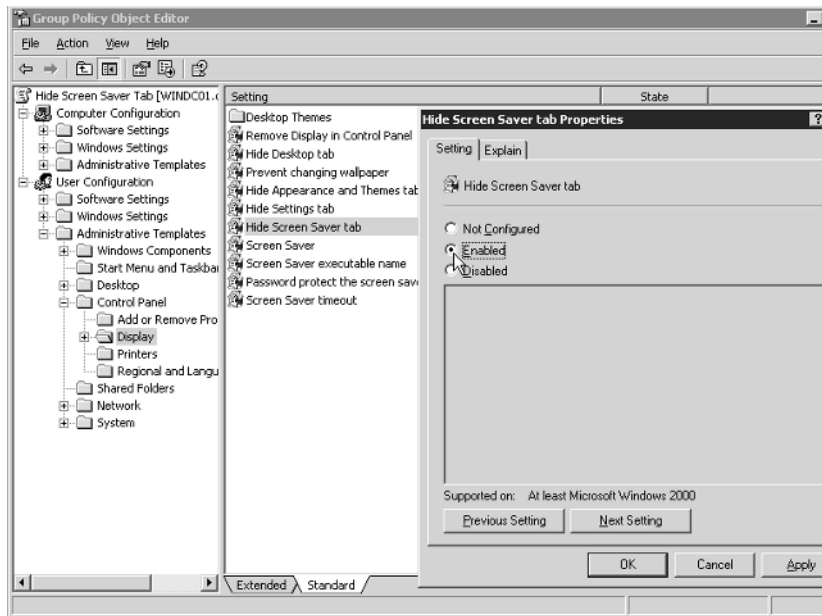 Group Policy Object Editor
File Action View Help
Hide Screen Saver Tab [WINDC01.c
Computer Configuration
Software Settings
Windows Settings
Administrative Templates
User Configuration
Software Settings
Windows Settings
Administrative Templates
Windows Components
Start Menu and Taskbar
Desktop
Control Panel
Add or Remove Pro
Display
Printers
Regional and Langu
Shared Folders
Network
System
Setting State
Desktop Themes
Remove Display in Control Panel
Hide Desktop tab
Prevent changing wallpaper
Hide Appearance and Themes tab
Hide Settings tab
Hide Screen Saver tab
Screen Saver
Screen Saver executable name
Password protect the screen save
Screen Saver timeout
Extended Standard
Hide Screen Saver tab Properties ?
Setting Explain
Hide Screen Saver tab
Not Configured
Enabled
Disabled
Supported on: At least Microsoft Windows 2000
Previous Setting Next Setting
OK Cancel Apply